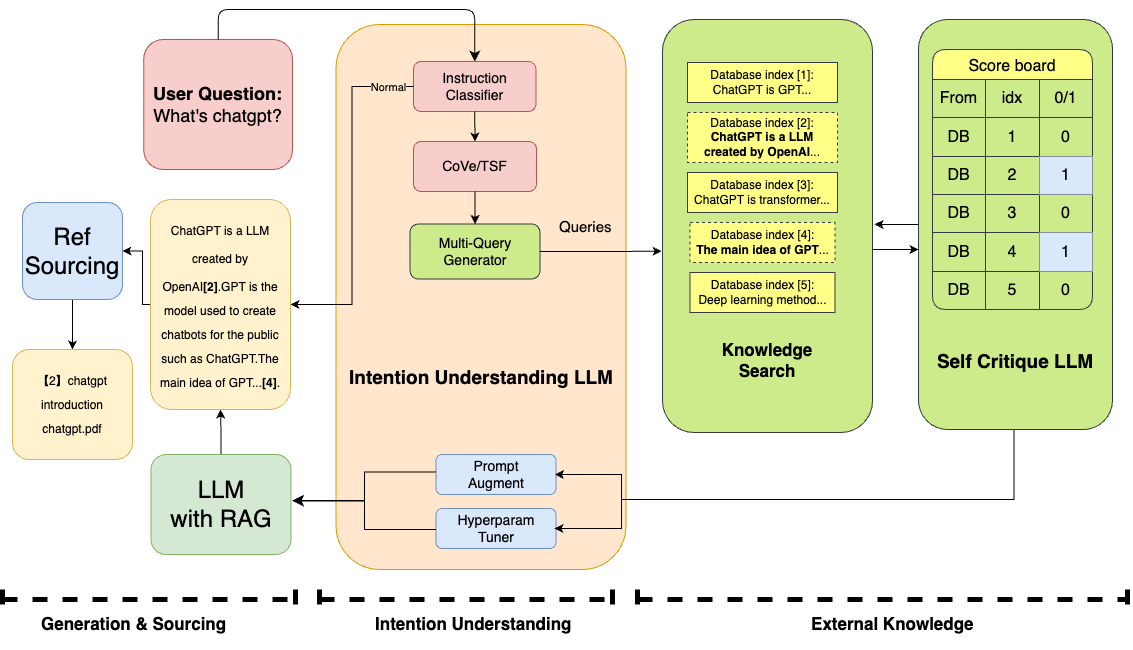 User Question:
What's chatgpt?
Ref
Sourcing
ChatGPT is a LLM
created by
OpenAI[2].GPT is the
model used to create
chatbots for the public
such as ChatGPT.The
main idea of GPT...[4].
【2】chatgpt
introduction
chatgpt.pdf
LLM
with RAG
Normal
Instruction
Classifier
CoVe/TSF
Multi-Query
Generator
Queries
Intention Understanding LLM
Prompt
Augment
Hyperparam
Tuner
Database index [1]:
ChatGPT is GPT...
Database index [2]:
ChatGPT is a LLM
created by OpenAI...
Database index [3]:
ChatGPT is transformer...
Database index [4]:
The main idea of GPT...
Database index [5]:
Deep learning method...
Knowledge
Search
Score board
From idx 0/1
DB 1 0
DB 2 1
DB 3 0
DB 4 1
DB 5 0
Self Critique LLM
Generation & Sourcing
Intention Understanding
External Knowledge